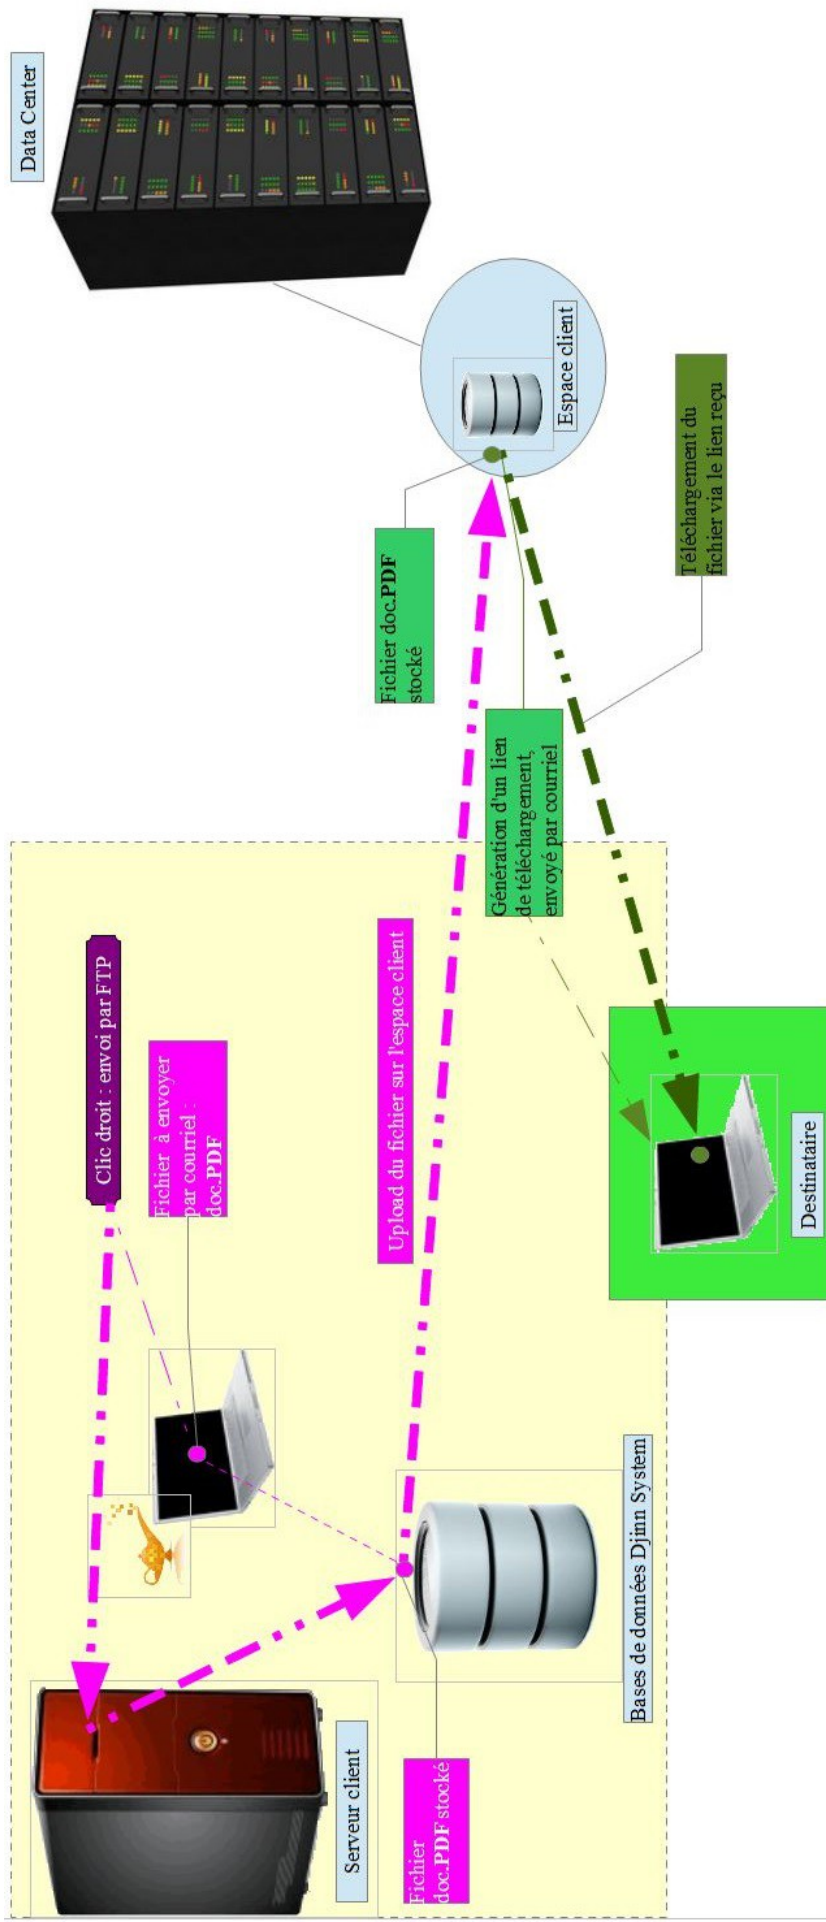 Data Center
Espace client
Téléchargement du
fichier via le lien reçu
Fichier doc.PDF
stocké
Génération d'un lien
de téléchargement,
envoyé par courriel
Clic droit : envoi par FTP
Fichier à envoyer
par courriel :
doc.PDF
Upload du fichier sur l'espace client
Destinataire
Bases de données Djinn System
Serveur client
Fichier
doc.PDF stocké